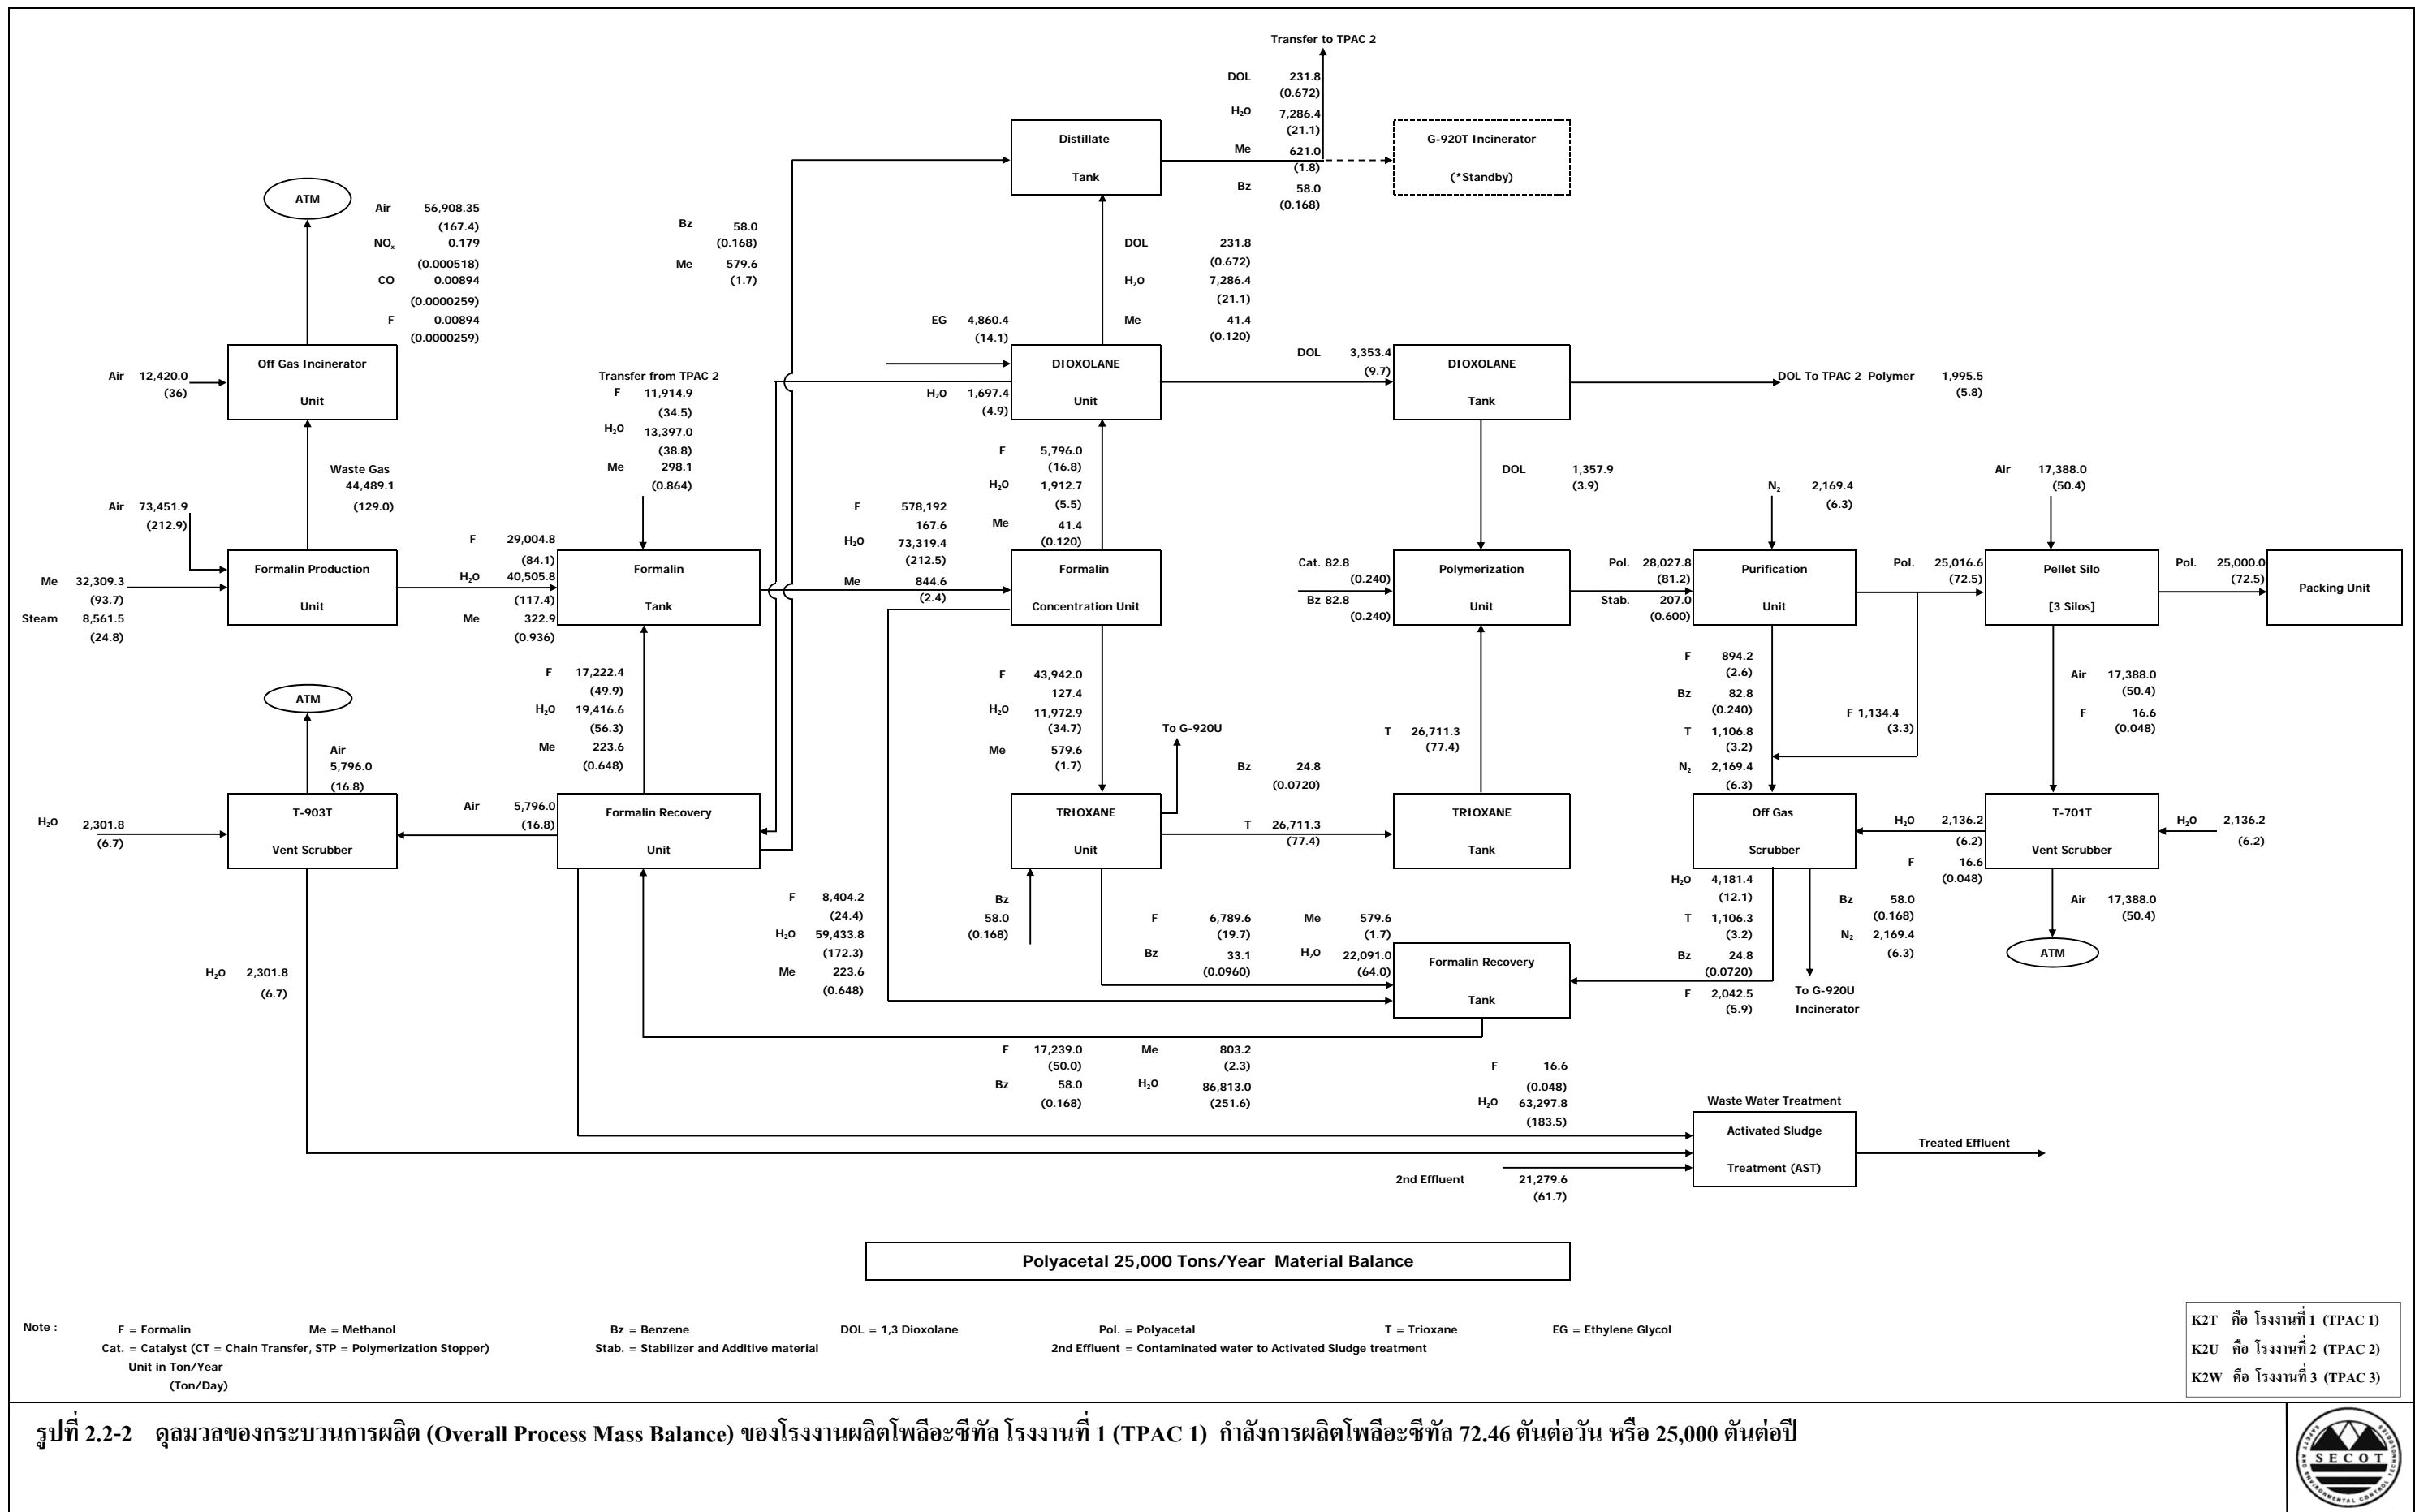 Transfer to TPAC 2
DOL 231.8
(0.672)
H₂O 7,286.4
(21.1)
Me 621.0
(1.8)
Bz 58.0
(0.168)
Distillate
Tank
G-920T Incinerator
(*Standby)
ATM
Air 56,908.35
(167.4)
NOₓ 0.179
(0.000518)
CO 0.00894
(0.0000259)
F 0.00894
(0.0000259)
Bz 58.0
(0.168)
Me 579.6
(1.7)
DOL 231.8
(0.672)
H₂O 7,286.4
(21.1)
Me 41.4
(0.120)
EG 4,860.4
(14.1)
Off Gas Incinerator
Unit
Air 12,420.0
(36)
Transfer from TPAC 2
F 11,914.9
(34.5)
H₂O 13,397.0
(38.8)
Me 298.1
(0.864)
H₂O 1,697.4
(4.9)
DIOXOLANE
Unit
DOL 3,353.4
(9.7)
DIOXOLANE
Tank
DOL To TPAC 2 Polymer 1,995.5
(5.8)
Waste Gas
44,489.1
(129.0)
Air 73,451.9
(212.9)
F 5,796.0
(16.8)
H₂O 1,912.7
(5.5)
Me 41.4
(0.120)
DOL 1,357.9
(3.9)
N₂ 2,169.4
(6.3)
Air 17,388.0
(50.4)
Me 32,309.3
(93.7)
Steam 8,561.5
(24.8)
Formalin Production
Unit
F 29,004.8
(84.1)
H₂O 40,505.8
(117.4)
Me 322.9
(0.936)
Formalin
Tank
F 578,192
167.6
H₂O 73,319.4
(212.5)
Me 844.6
(2.4)
Formalin
Concentration Unit
Cat. 82.8
(0.240)
Bz 82.8
(0.240)
Polymerization
Unit
Pol. 28,027.8
(81.2)
Stab. 207.0
(0.600)
Purification
Unit
Pol. 25,016.6
(72.5)
Pellet Silo
[3 Silos]
Pol. 25,000.0
(72.5)
Packing Unit
F 17,222.4
(49.9)
H₂O 19,416.6
(56.3)
Me 223.6
(0.648)
F 43,942.0
127.4
H₂O 11,972.9
(34.7)
Me 579.6
(1.7)
To G-920U
T 26,711.3
(77.4)
F 894.2
(2.6)
Bz 82.8
(0.240)
T 1,106.8
(3.2)
N₂ 2,169.4
(6.3)
F 1,134.4
(3.3)
Air 17,388.0
(50.4)
F 16.6
(0.048)
ATM
Air
5,796.0
(16.8)
H₂O 2,301.8
(6.7)
T-903T
Vent Scrubber
Air 5,796.0
(16.8)
Formalin Recovery
Unit
TRIOXANE
Unit
Bz 24.8
(0.0720)
T 26,711.3
(77.4)
TRIOXANE
Tank
Off Gas
Scrubber
H₂O 2,136.2
(6.2)
F 16.6
(0.048)
T-701T
Vent Scrubber
H₂O 2,136.2
(6.2)
H₂O 2,301.8
(6.7)
F 8,404.2
(24.4)
H₂O 59,433.8
(172.3)
Me 223.6
(0.648)
Bz
58.0
(0.168)
F 6,789.6
(19.7)
Bz 33.1
(0.0960)
Me 579.6
(1.7)
H₂O 22,091.0
(64.0)
Formalin Recovery
Tank
H₂O 4,181.4
(12.1)
T 1,106.3
(3.2)
Bz 24.8
(0.0720)
F 2,042.5
(5.9)
Bz 58.0
(0.168)
N₂ 2,169.4
(6.3)
To G-920U
Incinerator
Air 17,388.0
(50.4)
ATM
F 17,239.0
(50.0)
Bz 58.0
(0.168)
Me 803.2
(2.3)
H₂O 86,813.0
(251.6)
F 16.6
(0.048)
H₂O 63,297.8
(183.5)
Waste Water Treatment
Activated Sludge
Treatment (AST)
Treated Effluent
2nd Effluent 21,279.6
(61.7)
Polyacetal 25,000 Tons/Year Material Balance
Note : F = Formalin Me = Methanol Bz = Benzene DOL = 1,3 Dioxolane Pol. = Polyacetal T = Trioxane EG = Ethylene Glycol
Cat. = Catalyst (CT = Chain Transfer, STP = Polymerization Stopper) Stab. = Stabilizer and Additive material 2nd Effluent = Contaminated water to Activated Sludge treatment
Unit in Ton/Year
(Ton/Day)
K2T คือ โรงงานที่ 1 (TPAC 1)
K2U คือ โรงงานที่ 2 (TPAC 2)
K2W คือ โรงงานที่ 3 (TPAC 3)
รูปที่ 2.2-2 ดุลมวลของกระบวนการผลิต (Overall Process Mass Balance) ของโรงงานผลิตโพลีอะซีทัล โรงงานที่ 1 (TPAC 1) กำลังการผลิตโพลีอะซีทัล 72.46 ตันต่อวัน หรือ 25,000 ตันต่อปี
SECOT
SAFETY AND ENVIRONMENTAL CONTROL TECHNOLOGIES